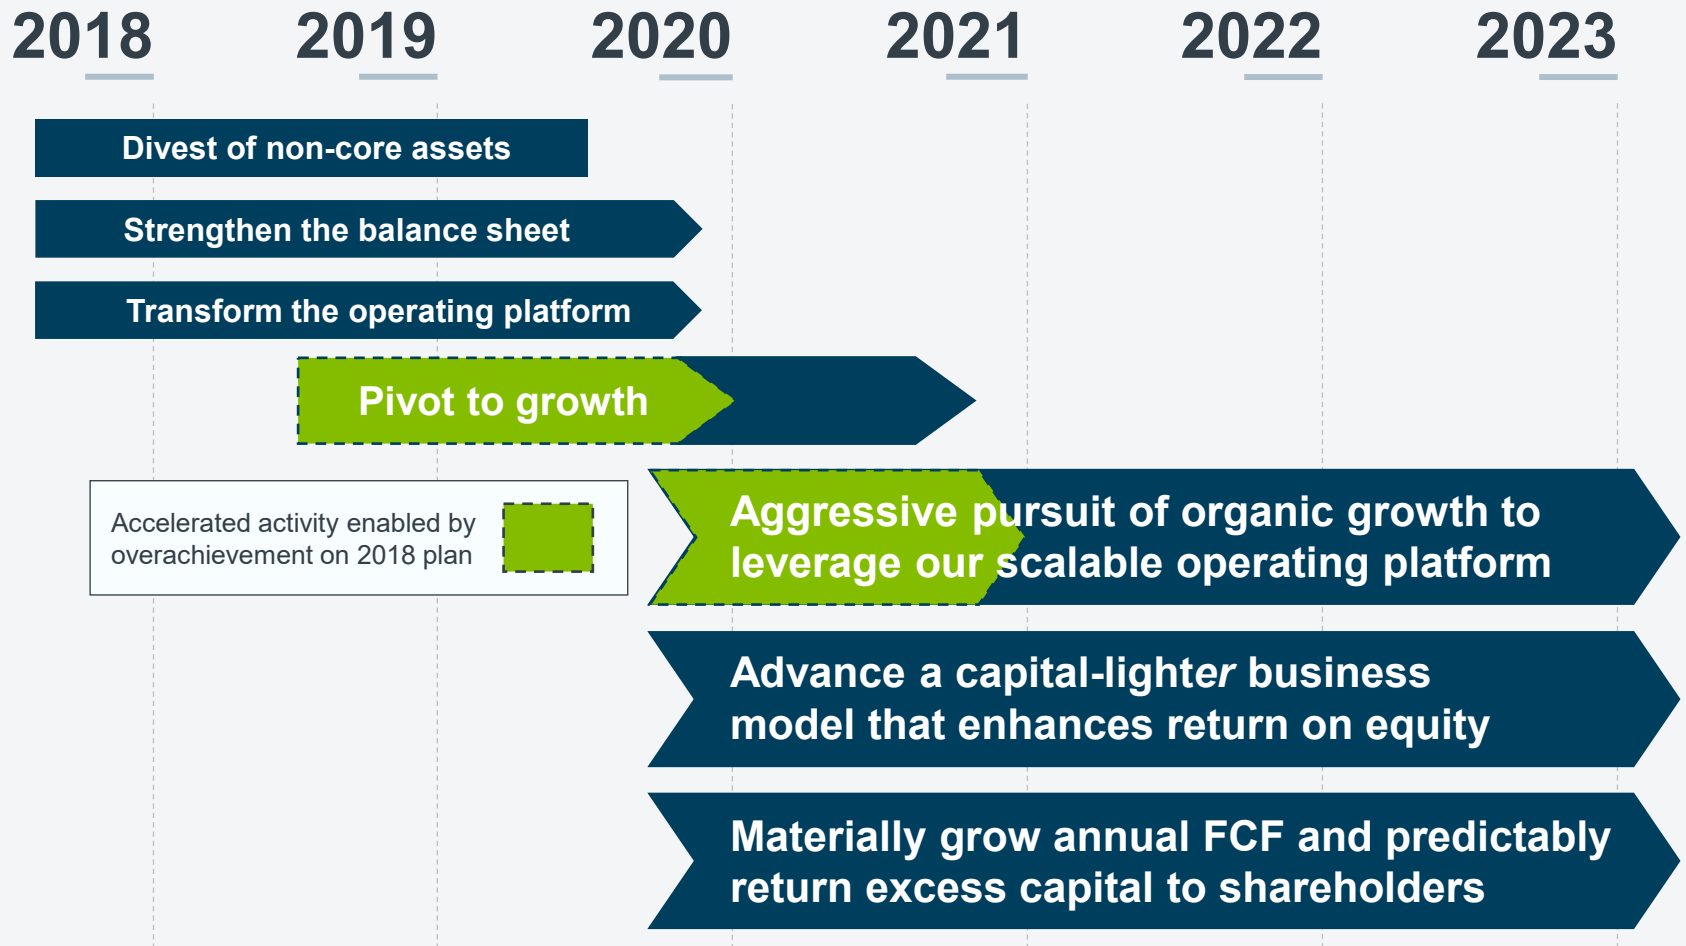 2018 2019 2020 2021 2022 2023
Divest of non-core assets
Strengthen the balance sheet
Transform the operating platform
Pivot to growth
Accelerated activity enabled by
overachievement on 2018 plan
Aggressive pursuit of organic growth to
leverage our scalable operating platform
Advance a capital-lighter business
model that enhances return on equity
Materially grow annual FCF and predictably
return excess capital to shareholders